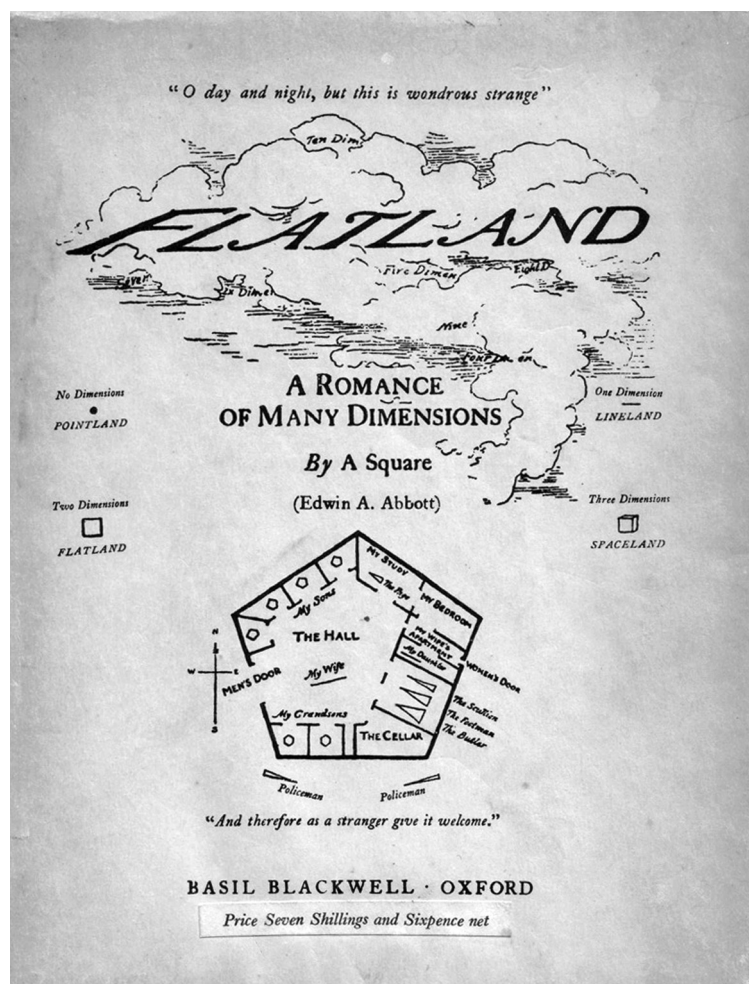 “O day and night, but this is wondrous strange”
Ten Dim
FLATLAND
Five Dimen
Eight D
Nine
No Dimensions
POINTLAND
A ROMANCE
OF MANY DIMENSIONS
One Dimension
LINELAND
By A Square
(Edwin A. Abbott)
Two Dimensions
FLATLAND
Three Dimensions
SPACELAND
MY STUDY
The Page
MY BEDROOM
My Sons
THE HALL
MY WIFE'S
APARTMENT
My Daughter
WOMEN'S DOOR
N
W E
S
MEN'S DOOR
My Wife
The Scullion
The Footman
The Butler
My Grandsons
THE CELLAR
Policeman
Policeman
“And therefore as a stranger give it welcome.”
BASIL BLACKWELL · OXFORD
Price Seven Shillings and Sixpence net